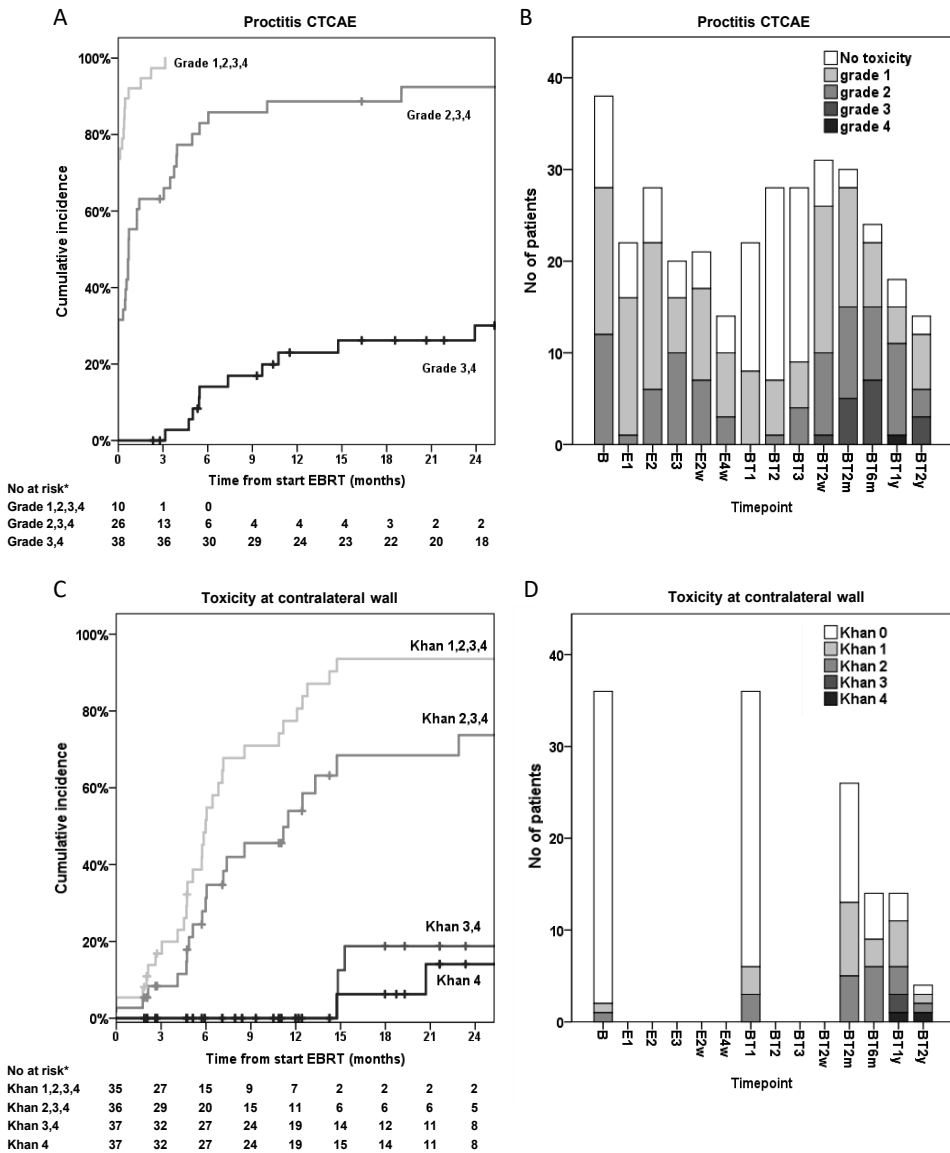 A
Proctitis CTCAE
Cumulative incidence
100%
80%
60%
40%
20%
0%
Grade 1,2,3,4
Grade 2,3,4
Grade 3,4
0 3 6 9 12 15 18 21 24
Time from start EBRT (months)
No at risk*
Grade 1,2,3,4 10 1 0
Grade 2,3,4 26 13 6 4 4 4 3 2 2
Grade 3,4 38 36 30 29 24 23 22 20 18
B
Proctitis CTCAE
No of patients
40
30
20
10
0
No toxicity
grade 1
grade 2
grade 3
grade 4
B E1 E2 E3 E2w E4w BT1 BT2 BT3 BT2w BT2m BT6m BT1y BT2y
Timepoint
C
Toxicity at contralateral wall
Cumulative incidence
100%
80%
60%
40%
20%
0%
Khan 1,2,3,4
Khan 2,3,4
Khan 3,4
Khan 4
0 3 6 9 12 15 18 21 24
Time from start EBRT (months)
No at risk*
Khan 1,2,3,4 35 27 15 9 7 2 2 2 2
Khan 2,3,4 36 29 20 15 11 6 6 6 5
Khan 3,4 37 32 27 24 19 14 12 11 8
Khan 4 37 32 27 24 19 15 14 11 8
D
Toxicity at contralateral wall
No of patients
40
30
20
10
0
Khan 0
Khan 1
Khan 2
Khan 3
Khan 4
B E1 E2 E3 E2w E4w BT1 BT2 BT3 BT2w BT2m BT6m BT1y BT2y
Timepoint